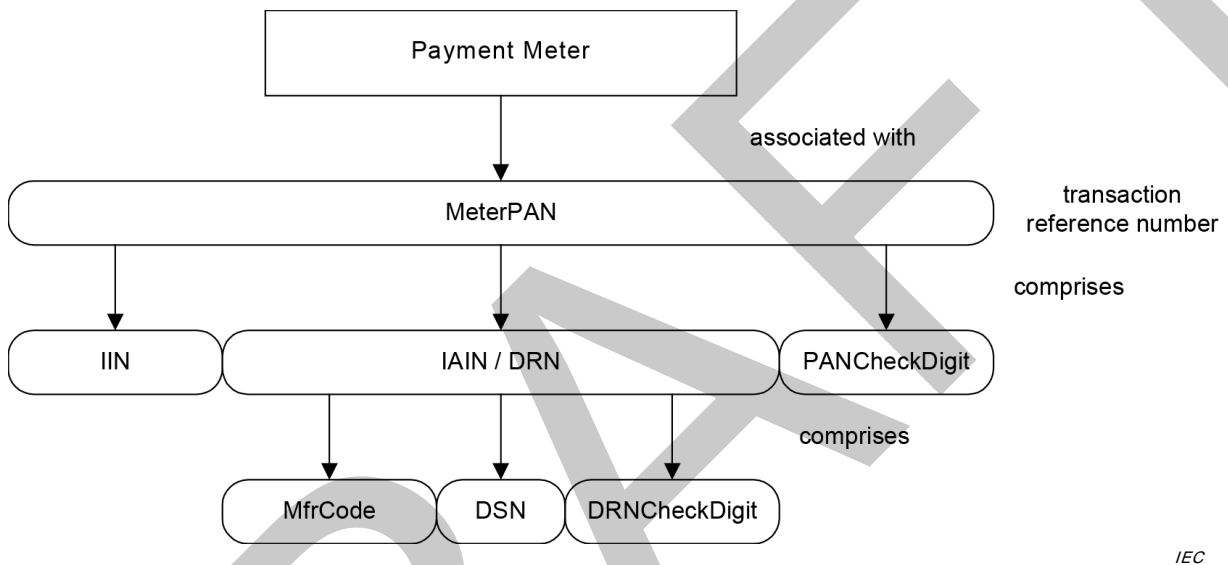 Payment Meter
associated with
MeterPAN
transaction
reference number
comprises
IIN
IAIN / DRN
PANCheckDigit
comprises
MfrCode
DSN
DRNCheckDigit
IEC